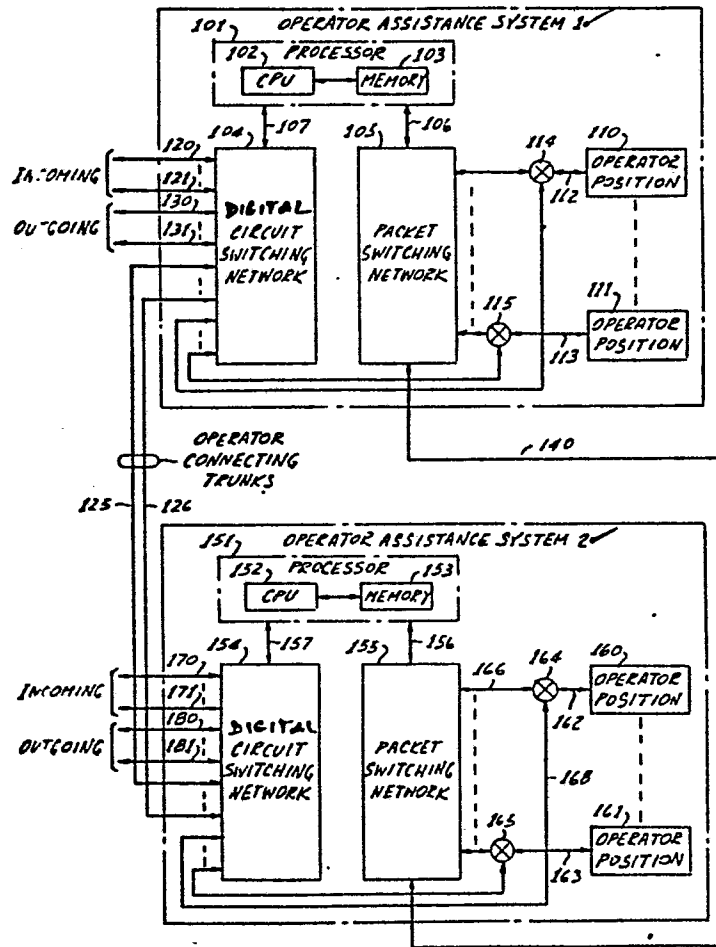 OPERATOR ASSISTANCE SYSTEM 1
101
PROCESSOR
102
103
CPU
MEMORY
107
106
104
105
120
121
INCOMING
130
131
OUTGOING
DIGITAL
CIRCUIT
SWITCHING
NETWORK
PACKET
SWITCHING
NETWORK
114
110
OPERATOR
POSITION
112
115
111
OPERATOR
POSITION
113
OPERATOR
CONNECTING
TRUNKS
140
125
126
OPERATOR ASSISTANCE SYSTEM 2
151
PROCESSOR
152
153
CPU
MEMORY
157
156
154
155
170
171
INCOMING
180
181
OUTGOING
DIGITAL
CIRCUIT
SWITCHING
NETWORK
PACKET
SWITCHING
NETWORK
166
164
160
OPERATOR
POSITION
162
168
165
161
OPERATOR
POSITION
163